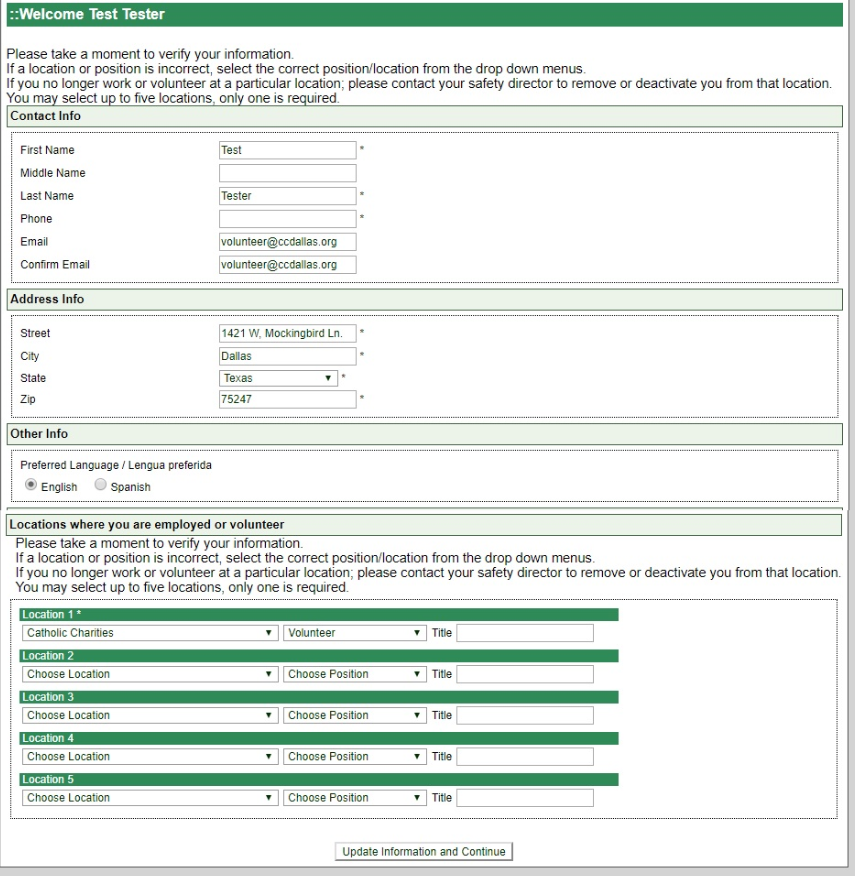 ::Welcome Test Tester
Please take a moment to verify your information.
If a location or position is incorrect, select the correct position/location from the drop down menus.
If you no longer work or volunteer at a particular location; please contact your safety director to remove or deactivate you from that location.
You may select up to five locations, only one is required.
Contact Info
First Name Test *
Middle Name
Last Name Tester *
Phone *
Email volunteer@ccdallas.org
Confirm Email volunteer@ccdallas.org
Address Info
Street 1421 W, Mockingbird Ln. *
City Dallas *
State Texas *
Zip 75247 *
Other Info
Preferred Language / Lengua preferida
English Spanish
Locations where you are employed or volunteer
Please take a moment to verify your information.
If a location or position is incorrect, select the correct position/location from the drop down menus.
If you no longer work or volunteer at a particular location; please contact your safety director to remove or deactivate you from that location.
You may select up to five locations, only one is required.
Location 1 *
Catholic Charities Volunteer Title
Location 2
Choose Location Choose Position Title
Location 3
Choose Location Choose Position Title
Location 4
Choose Location Choose Position Title
Location 5
Choose Location Choose Position Title
Update Information and Continue